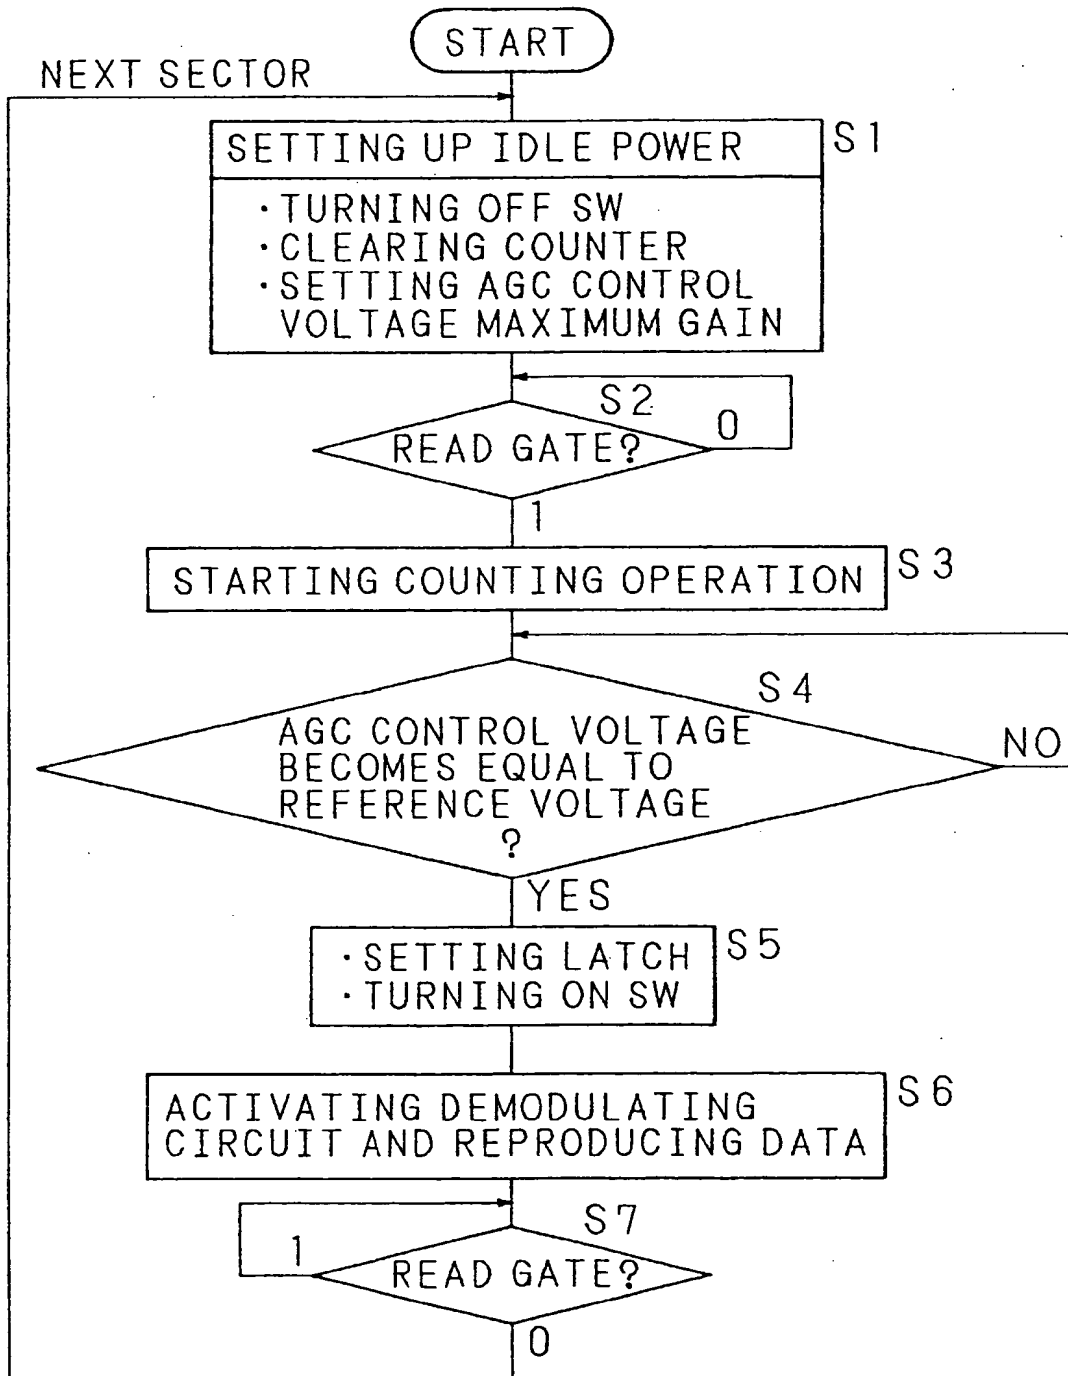 START
NEXT SECTOR
S1
SETTING UP IDLE POWER
·TURNING OFF SW
·CLEARING COUNTER
·SETTING AGC CONTROL
VOLTAGE MAXIMUM GAIN
S2
READ GATE?
0
1
STARTING COUNTING OPERATION
S3
S4
AGC CONTROL VOLTAGE
BECOMES EQUAL TO
REFERENCE VOLTAGE
?
NO
YES
·SETTING LATCH
·TURNING ON SW
S5
S6
ACTIVATING DEMODULATING
CIRCUIT AND REPRODUCING DATA
S7
1
READ GATE?
0